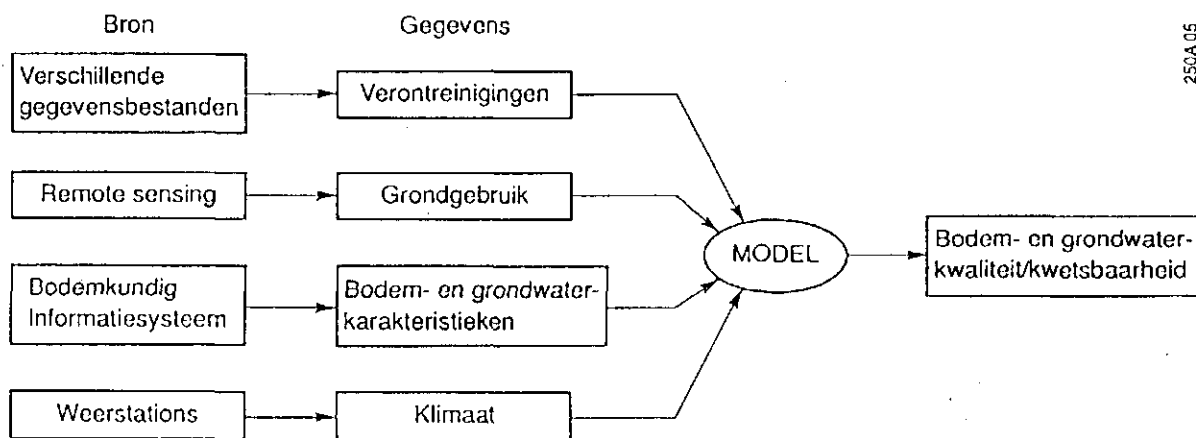 Bron
Gegevens
250A.05
Verschillende
gegevensbestanden
Verontreinigingen
Remote sensing
Grondgebruik
MODEL
Bodem- en grondwater-
kwaliteit/kwetsbaarheid
Bodemkundig
Informatiesysteem
Bodem- en grondwater-
karakteristieken
Weerstations
Klimaat